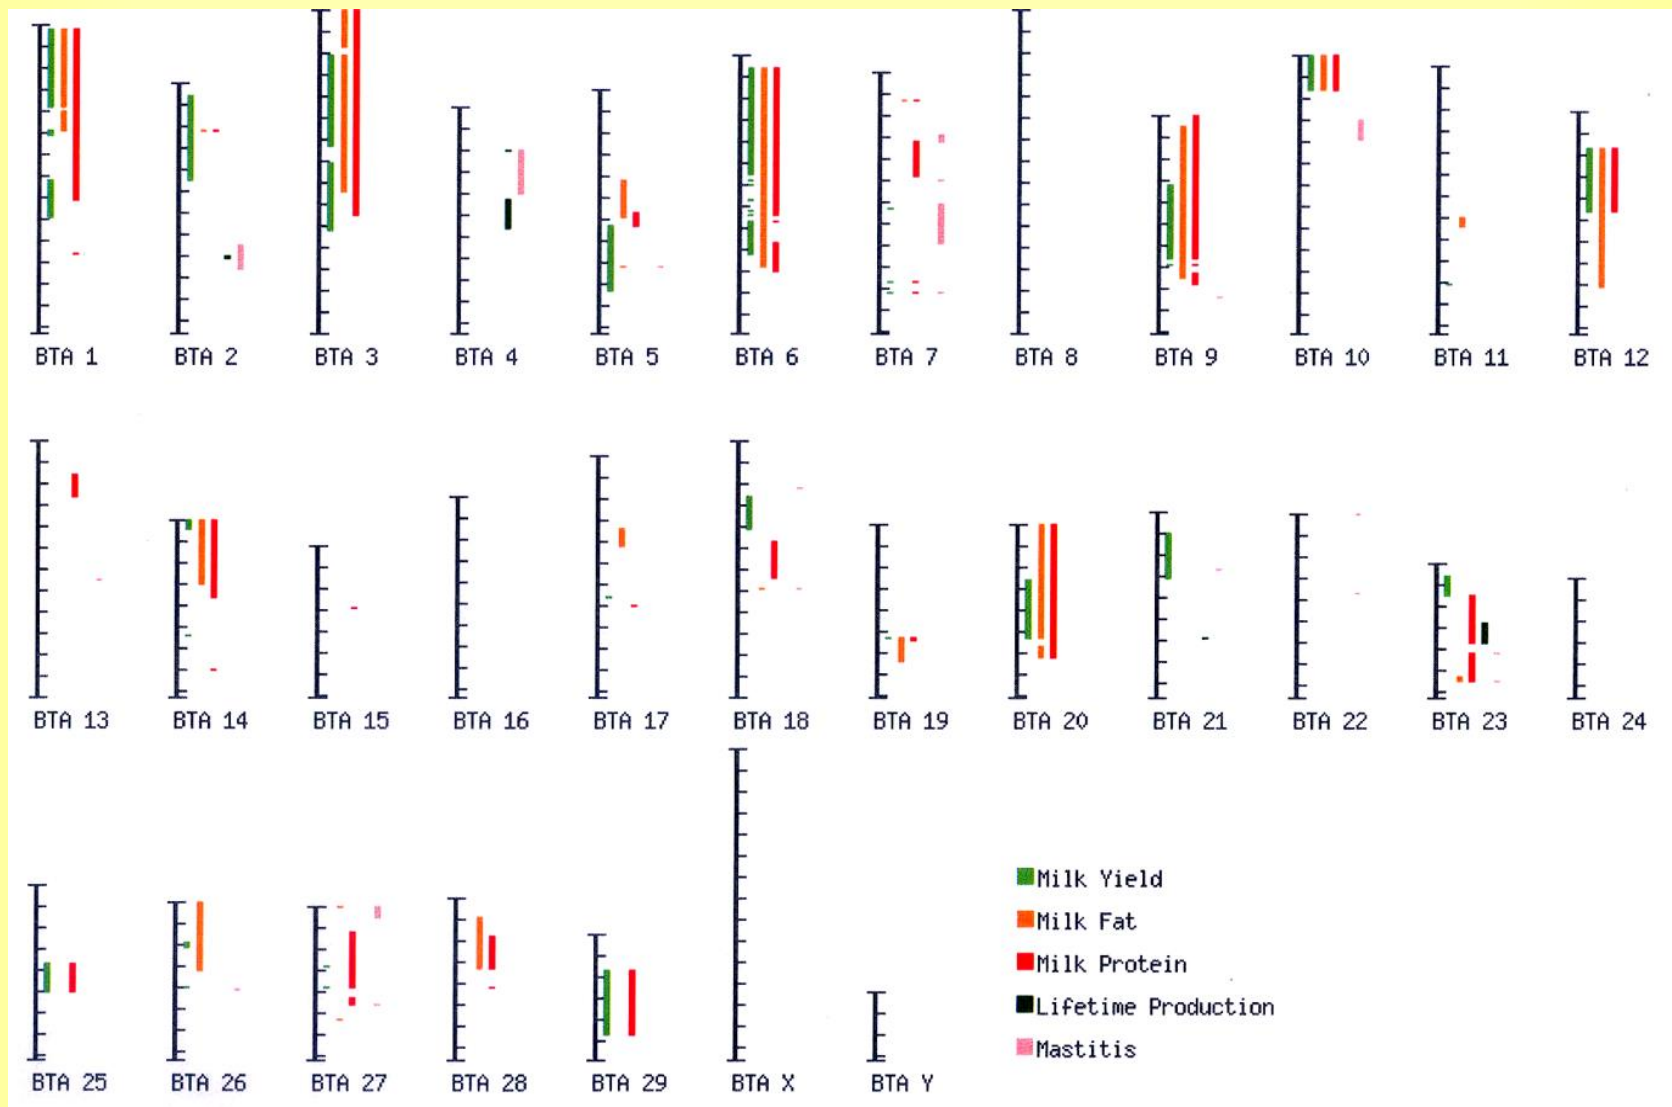 BTA 1 BTA 2 BTA 3 BTA 4 BTA 5 BTA 6 BTA 7 BTA 8 BTA 9 BTA 10 BTA 11 BTA 12
BTA 13 BTA 14 BTA 15 BTA 16 BTA 17 BTA 18 BTA 19 BTA 20 BTA 21 BTA 22 BTA 23 BTA 24
Milk Yield
Milk Fat
Milk Protein
Lifetime Production
Mastitis
BTA 25 BTA 26 BTA 27 BTA 28 BTA 29 BTA X BTA Y